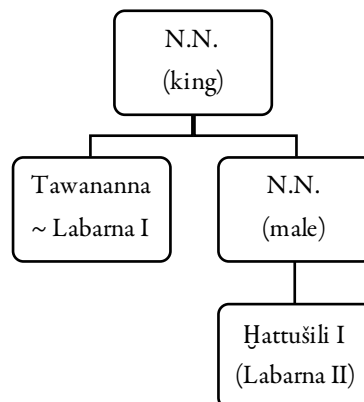 N.N.
(king)
Tawananna
~ Labarna I
N.N.
(male)
Ḫattušili I
(Labarna II)